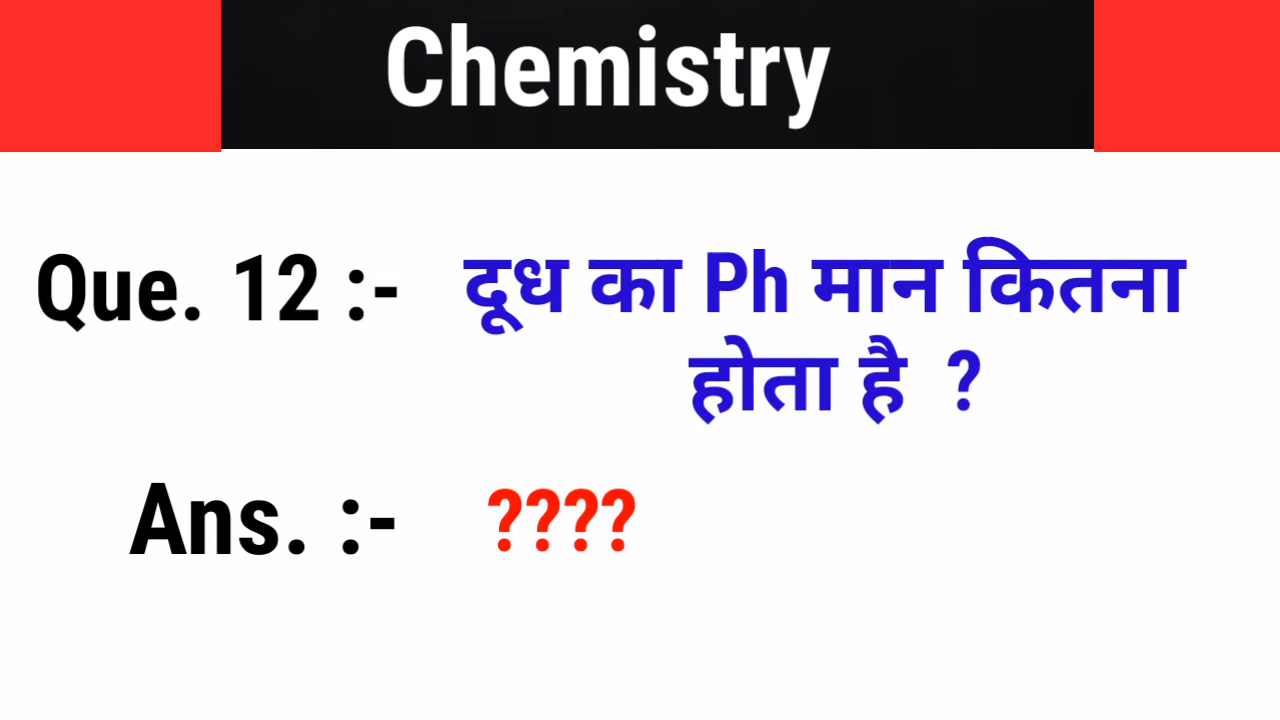 Chemistry
Que. 12 :- दूध का Ph मान कितना
होता है ?
Ans. :- ????